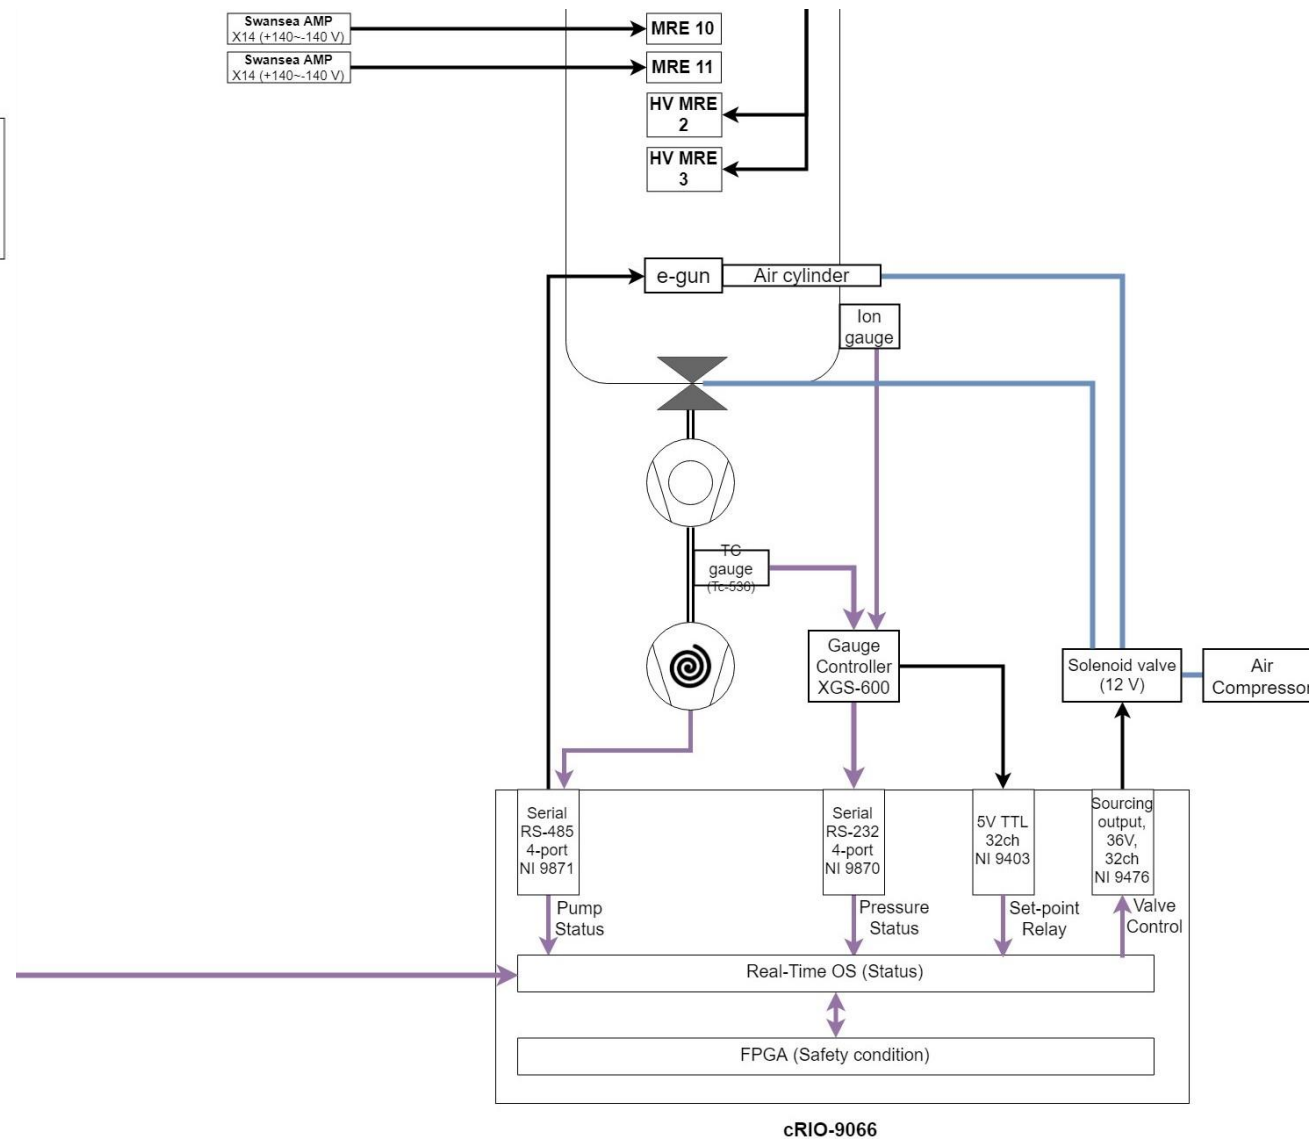 Swansea AMP
X14 (+140~-140 V)
MRE 10
Swansea AMP
X14 (+140~-140 V)
MRE 11
HV MRE
2
HV MRE
3
e-gun
Air cylinder
Ion
gauge
TC
gauge
(Tc-536)
Gauge
Controller
XGS-600
Solenoid valve
(12 V)
Air
Compressor
Serial
RS-485
4-port
NI 9871
Serial
RS-232
4-port
NI 9870
5V TTL
32ch
NI 9403
Sourcing
output,
36V,
32ch
NI 9476
Pump
Status
Pressure
Status
Set-point
Relay
Valve
Control
Real-Time OS (Status)
FPGA (Safety condition)
cRIO-9066